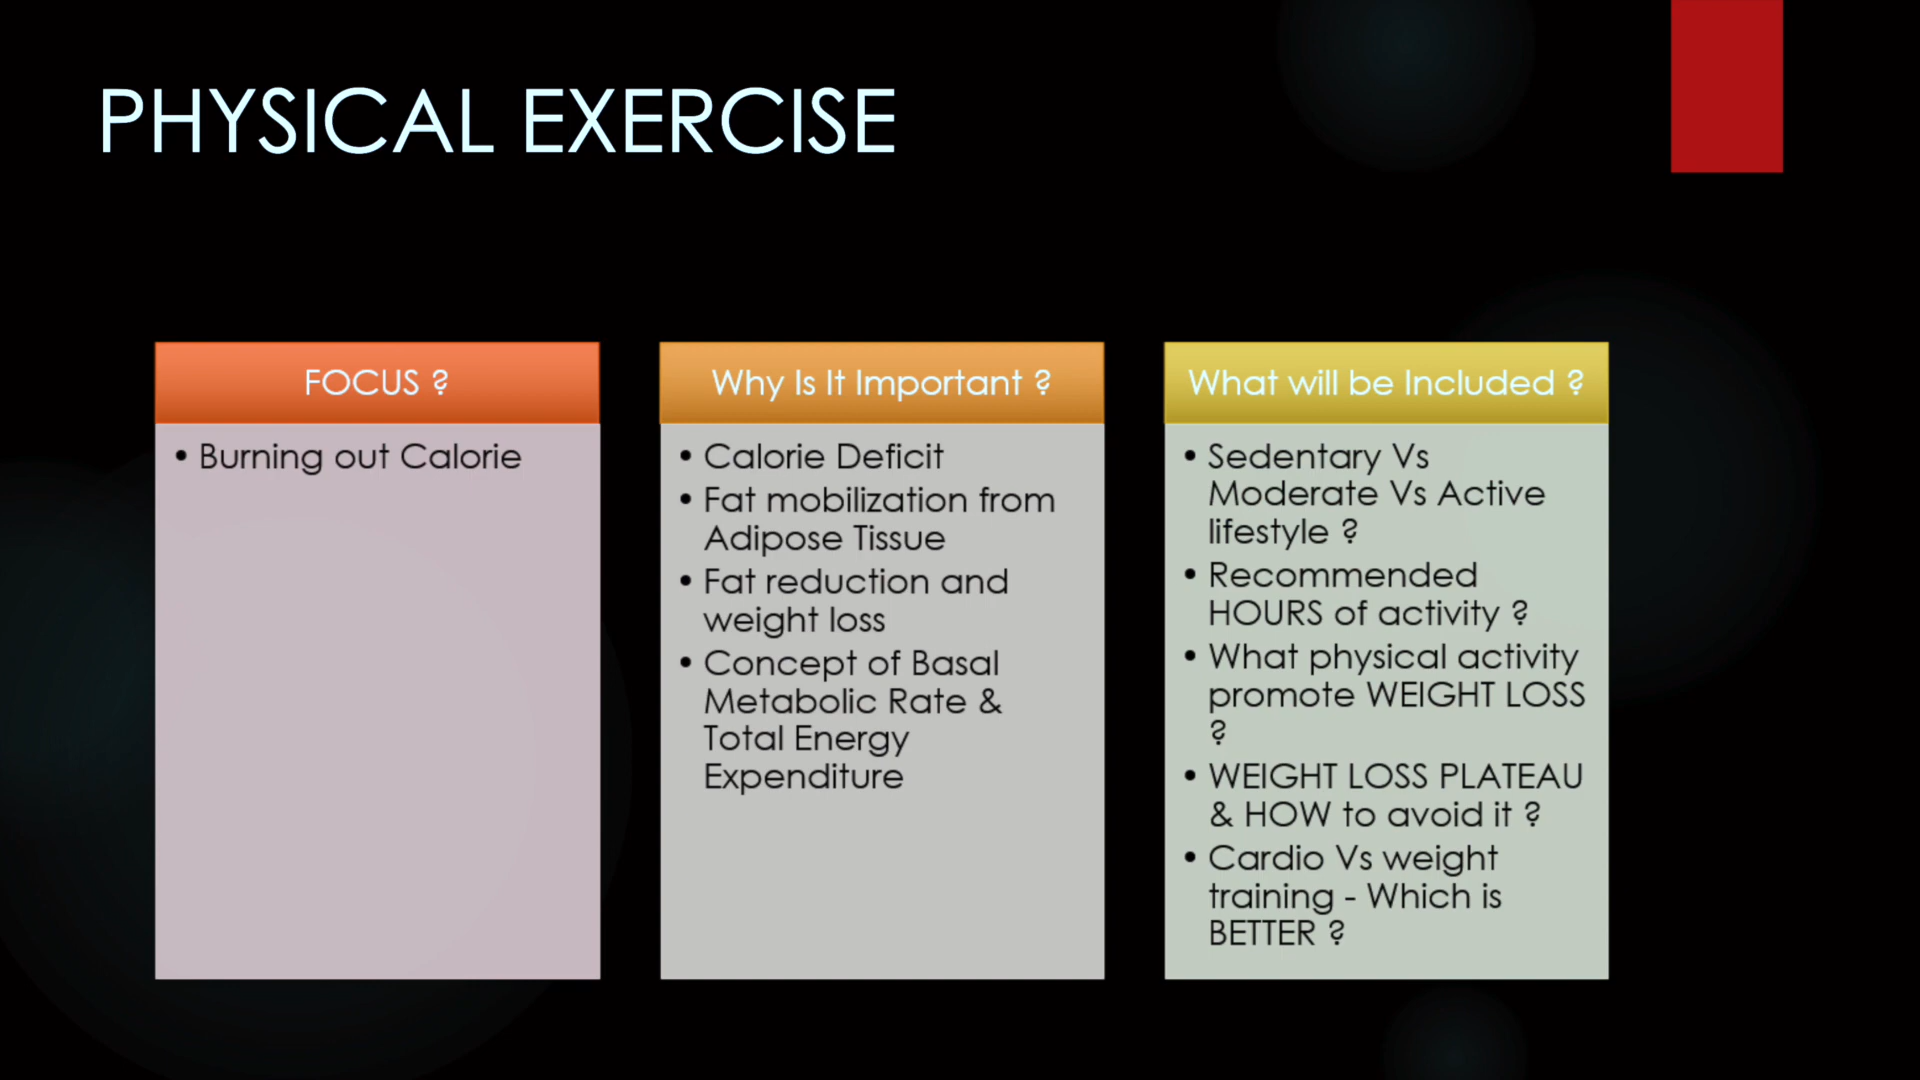 PHYSICAL EXERCISE
FOCUS ?
• Burning out Calorie
Why Is It Important ?
• Calorie Deficit
• Fat mobilization from
Adipose Tissue
• Fat reduction and
weight loss
• Concept of Basal
Metabolic Rate &
Total Energy
Expenditure
What will be Included ?
• Sedentary Vs
Moderate Vs Active
lifestyle ?
• Recommended
HOURS of activity ?
• What physical activity
promote WEIGHT LOSS
?
• WEIGHT LOSS PLATEAU
& HOW to avoid it ?
• Cardio Vs weight
training - Which is
BETTER ?